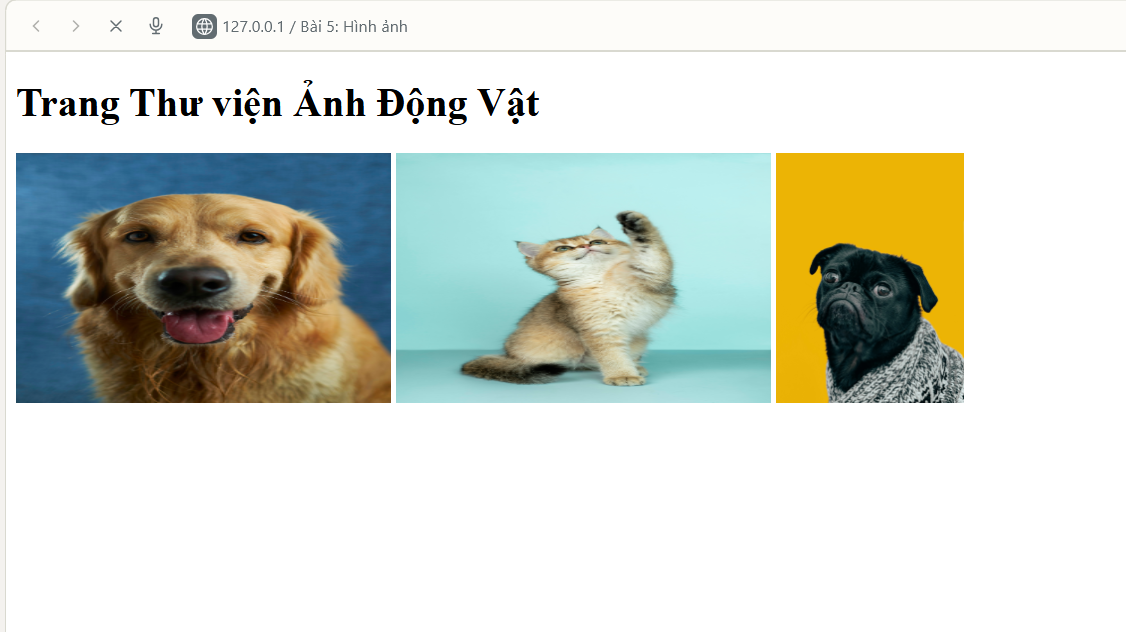 127.0.0.1 / Bài 5: Hình ảnh
Trang Thư viện Ảnh Động Vật